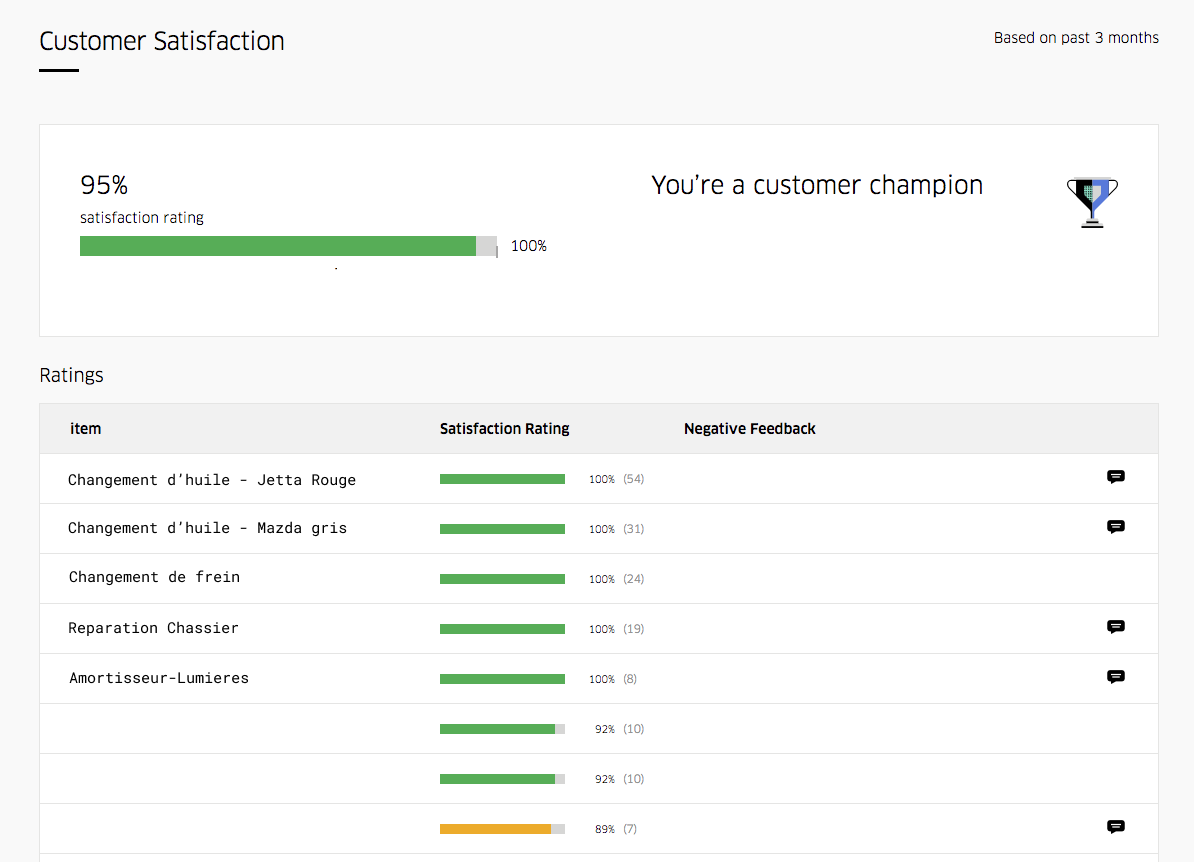 Customer Satisfaction
Based on past 3 months
95%
satisfaction rating
100%
You're a customer champion
Ratings
item Satisfaction Rating Negative Feedback
Changement d'huile - Jetta Rouge 100% (54)
Changement d'huile - Mazda gris 100% (31)
Changement de frein 100% (24)
Reparation Chassier 100% (19)
Amortisseur-Lumieres 100% (8)
92% (10)
92% (10)
89% (7)